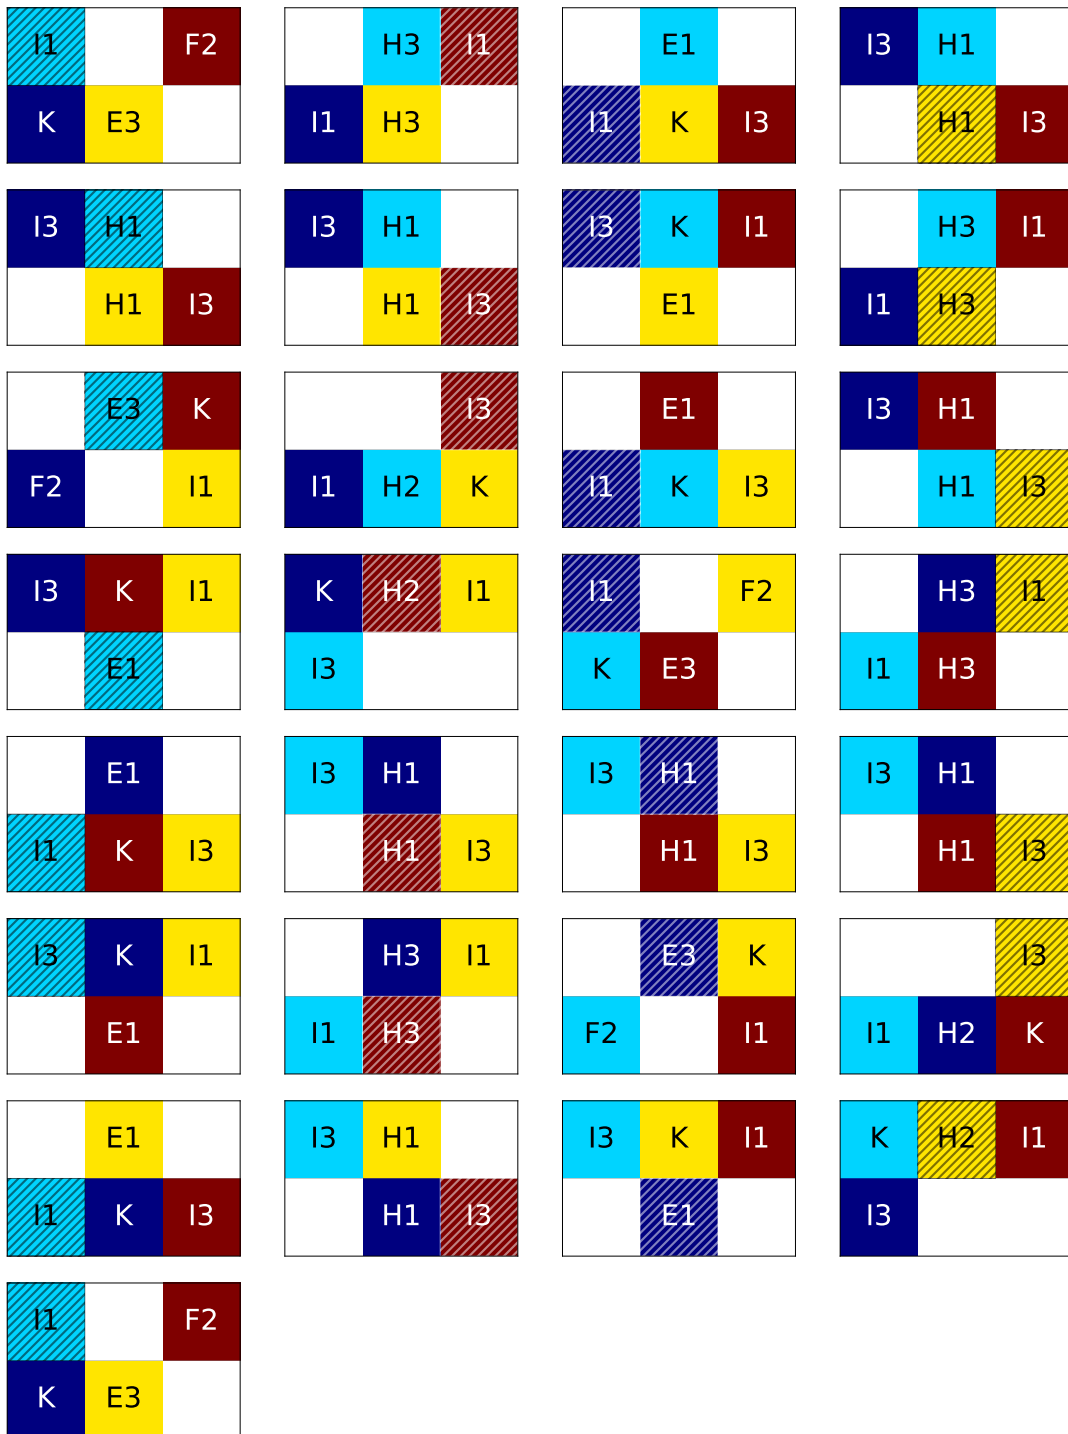 I1 F2 H3 I1 E1 I3 H1
K E3 I1 H3 I1 K I3 H1 I3
I3 H1 I3 H1 I3 K I1 H3 I1
H1 I3 H1 I3 E1 I1 H3
E3 K I3 E1 I3 H1
F2 I1 I1 H2 K I1 K I3 H1 I3
I3 K I1 K H2 I1 I1 F2 H3 I1
E1 I3 K E3 I1 H3
E1 I3 H1 I3 H1 I3 H1
I1 K I3 H1 I3 H1 I3 H1 I3
I3 K I1 H3 I1 E3 K I3
E1 I1 H3 F2 I1 I1 H2 K
E1 I3 H1 I3 K I1 K H2 I1
I1 K I3 H1 I3 E1 I3
I1 F2
K E3